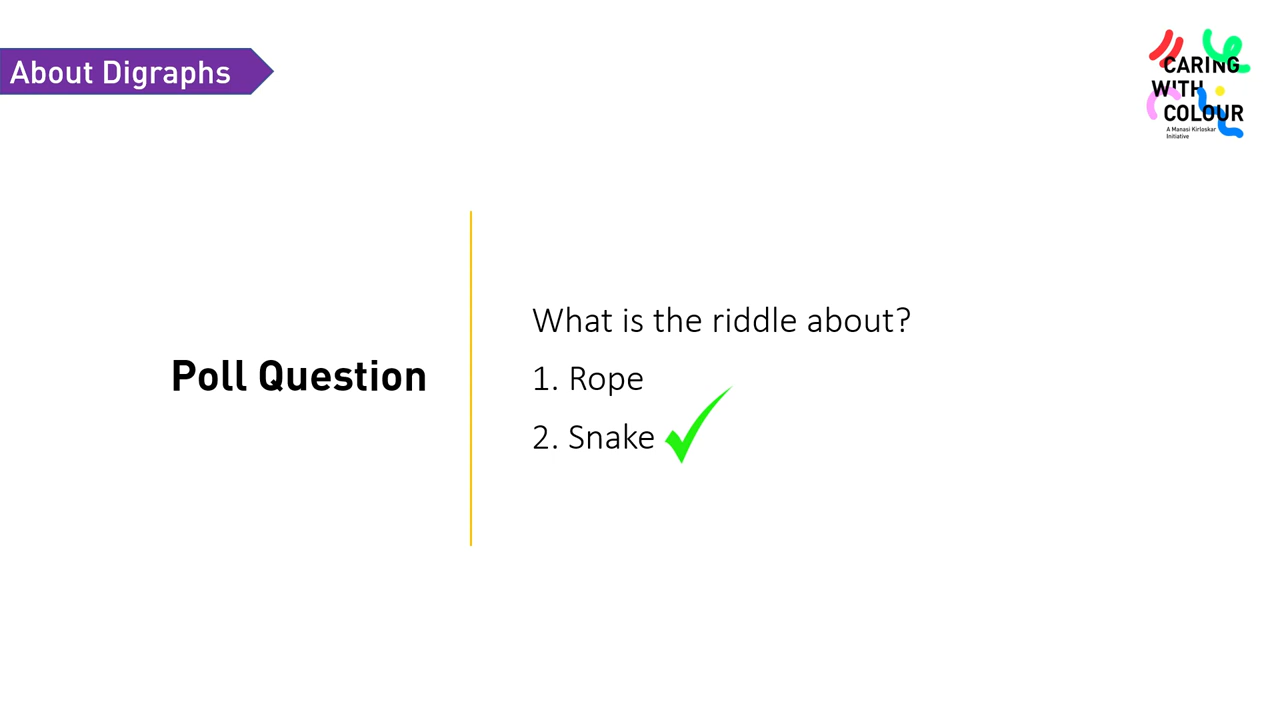 About Digraphs
CARING
WITH
COLOUR
A Manasi Kirloskar
Initiative
Poll Question
What is the riddle about?
1. Rope
2. Snake